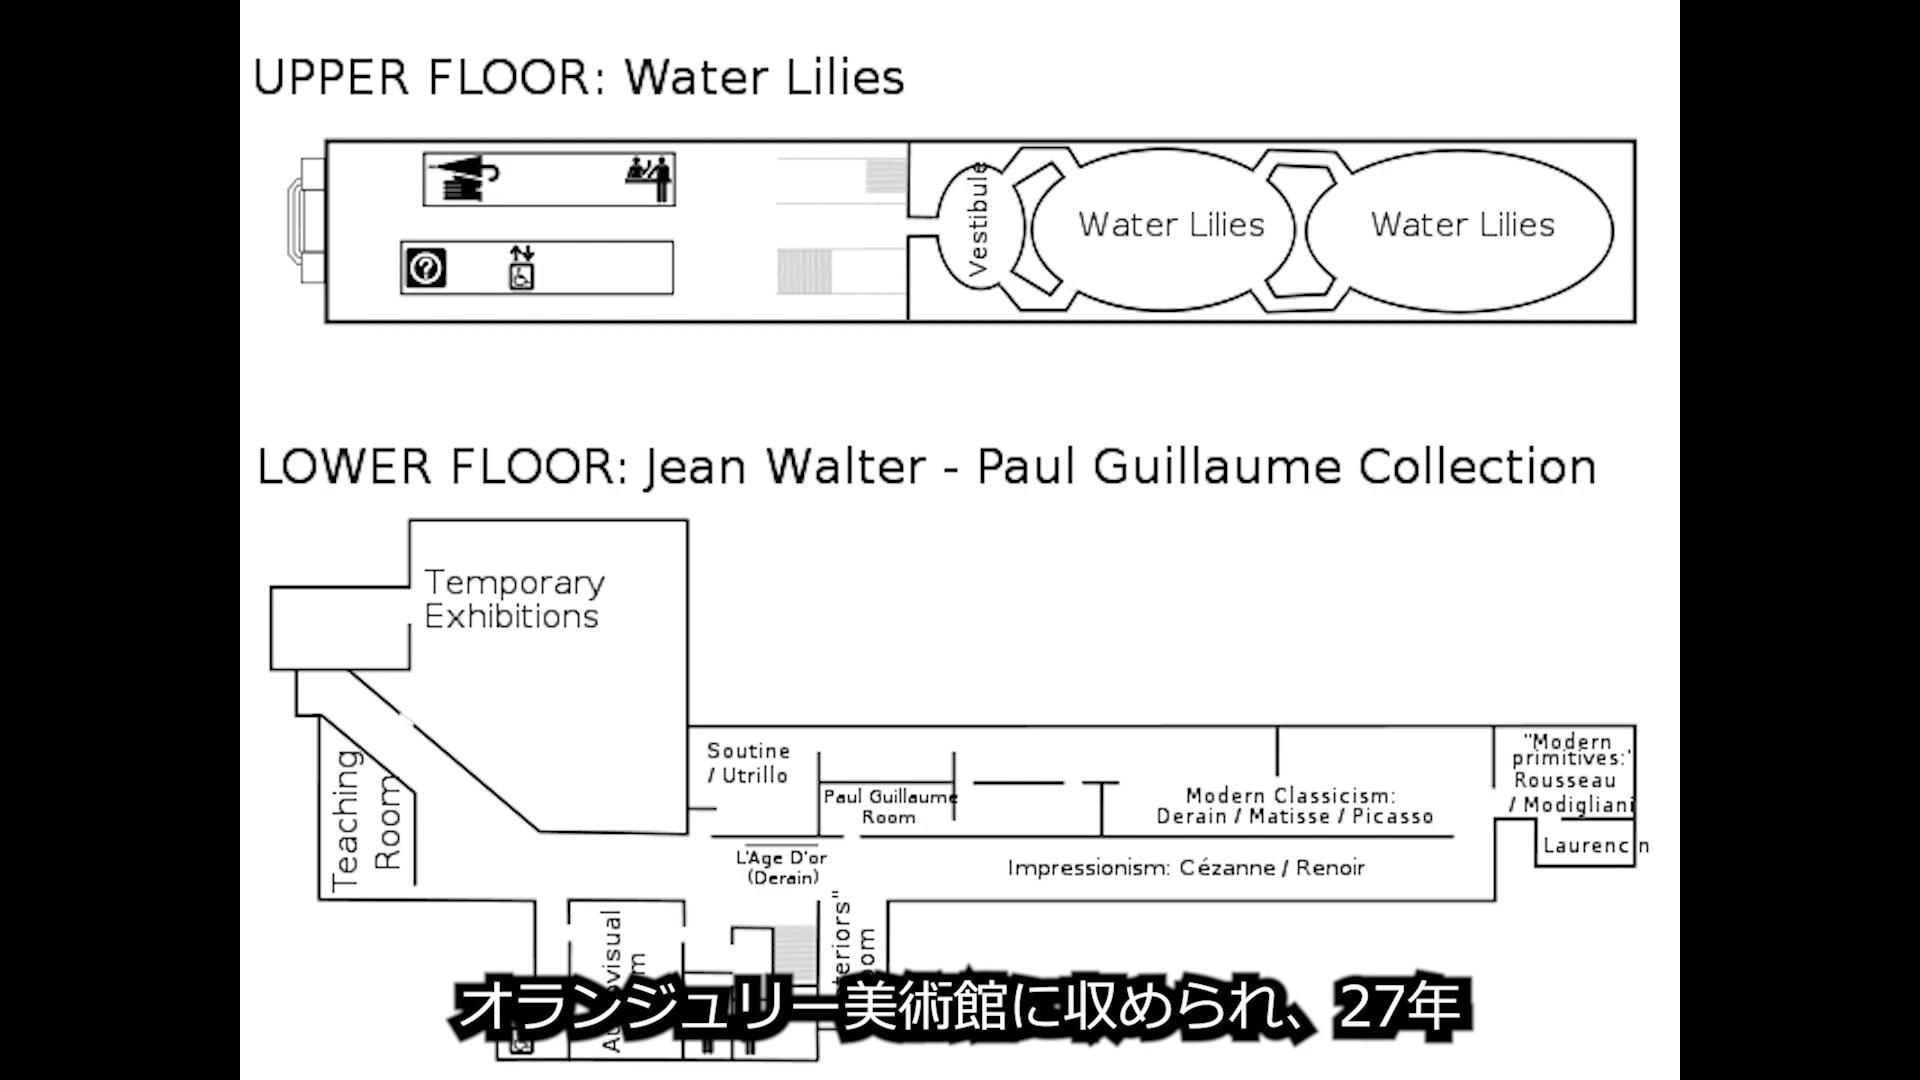 UPPER FLOOR: Water Lilies
Vestibule
Water Lilies
Water Lilies
LOWER FLOOR: Jean Walter - Paul Guillaume Collection
Temporary
Exhibitions
Teaching
Room
Soutine
/ Utrillo
Paul Guillaume
Room
L'Age D'or
(Derain)
Modern Classicism:
Derain / Matisse / Picasso
Impressionism: Cézanne / Renoir
"Modern
primitives:"
Rousseau
/ Modigliani
Laurencin
オランジュリー美術館に収められ、27年